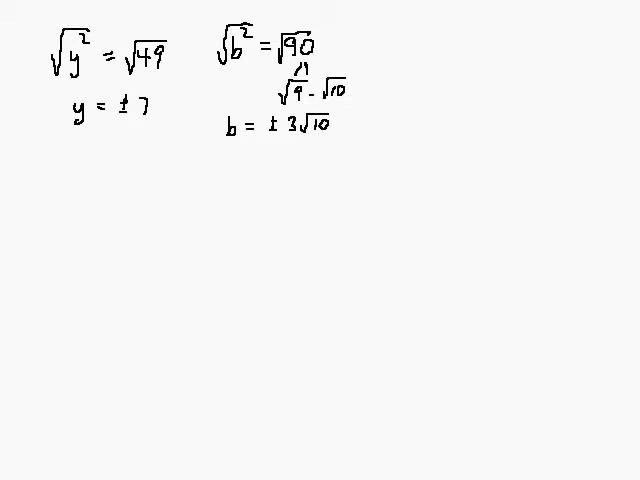 √y² = √49
y = ± 7
√b² = √90
√9 - √10
b = ± 3√10